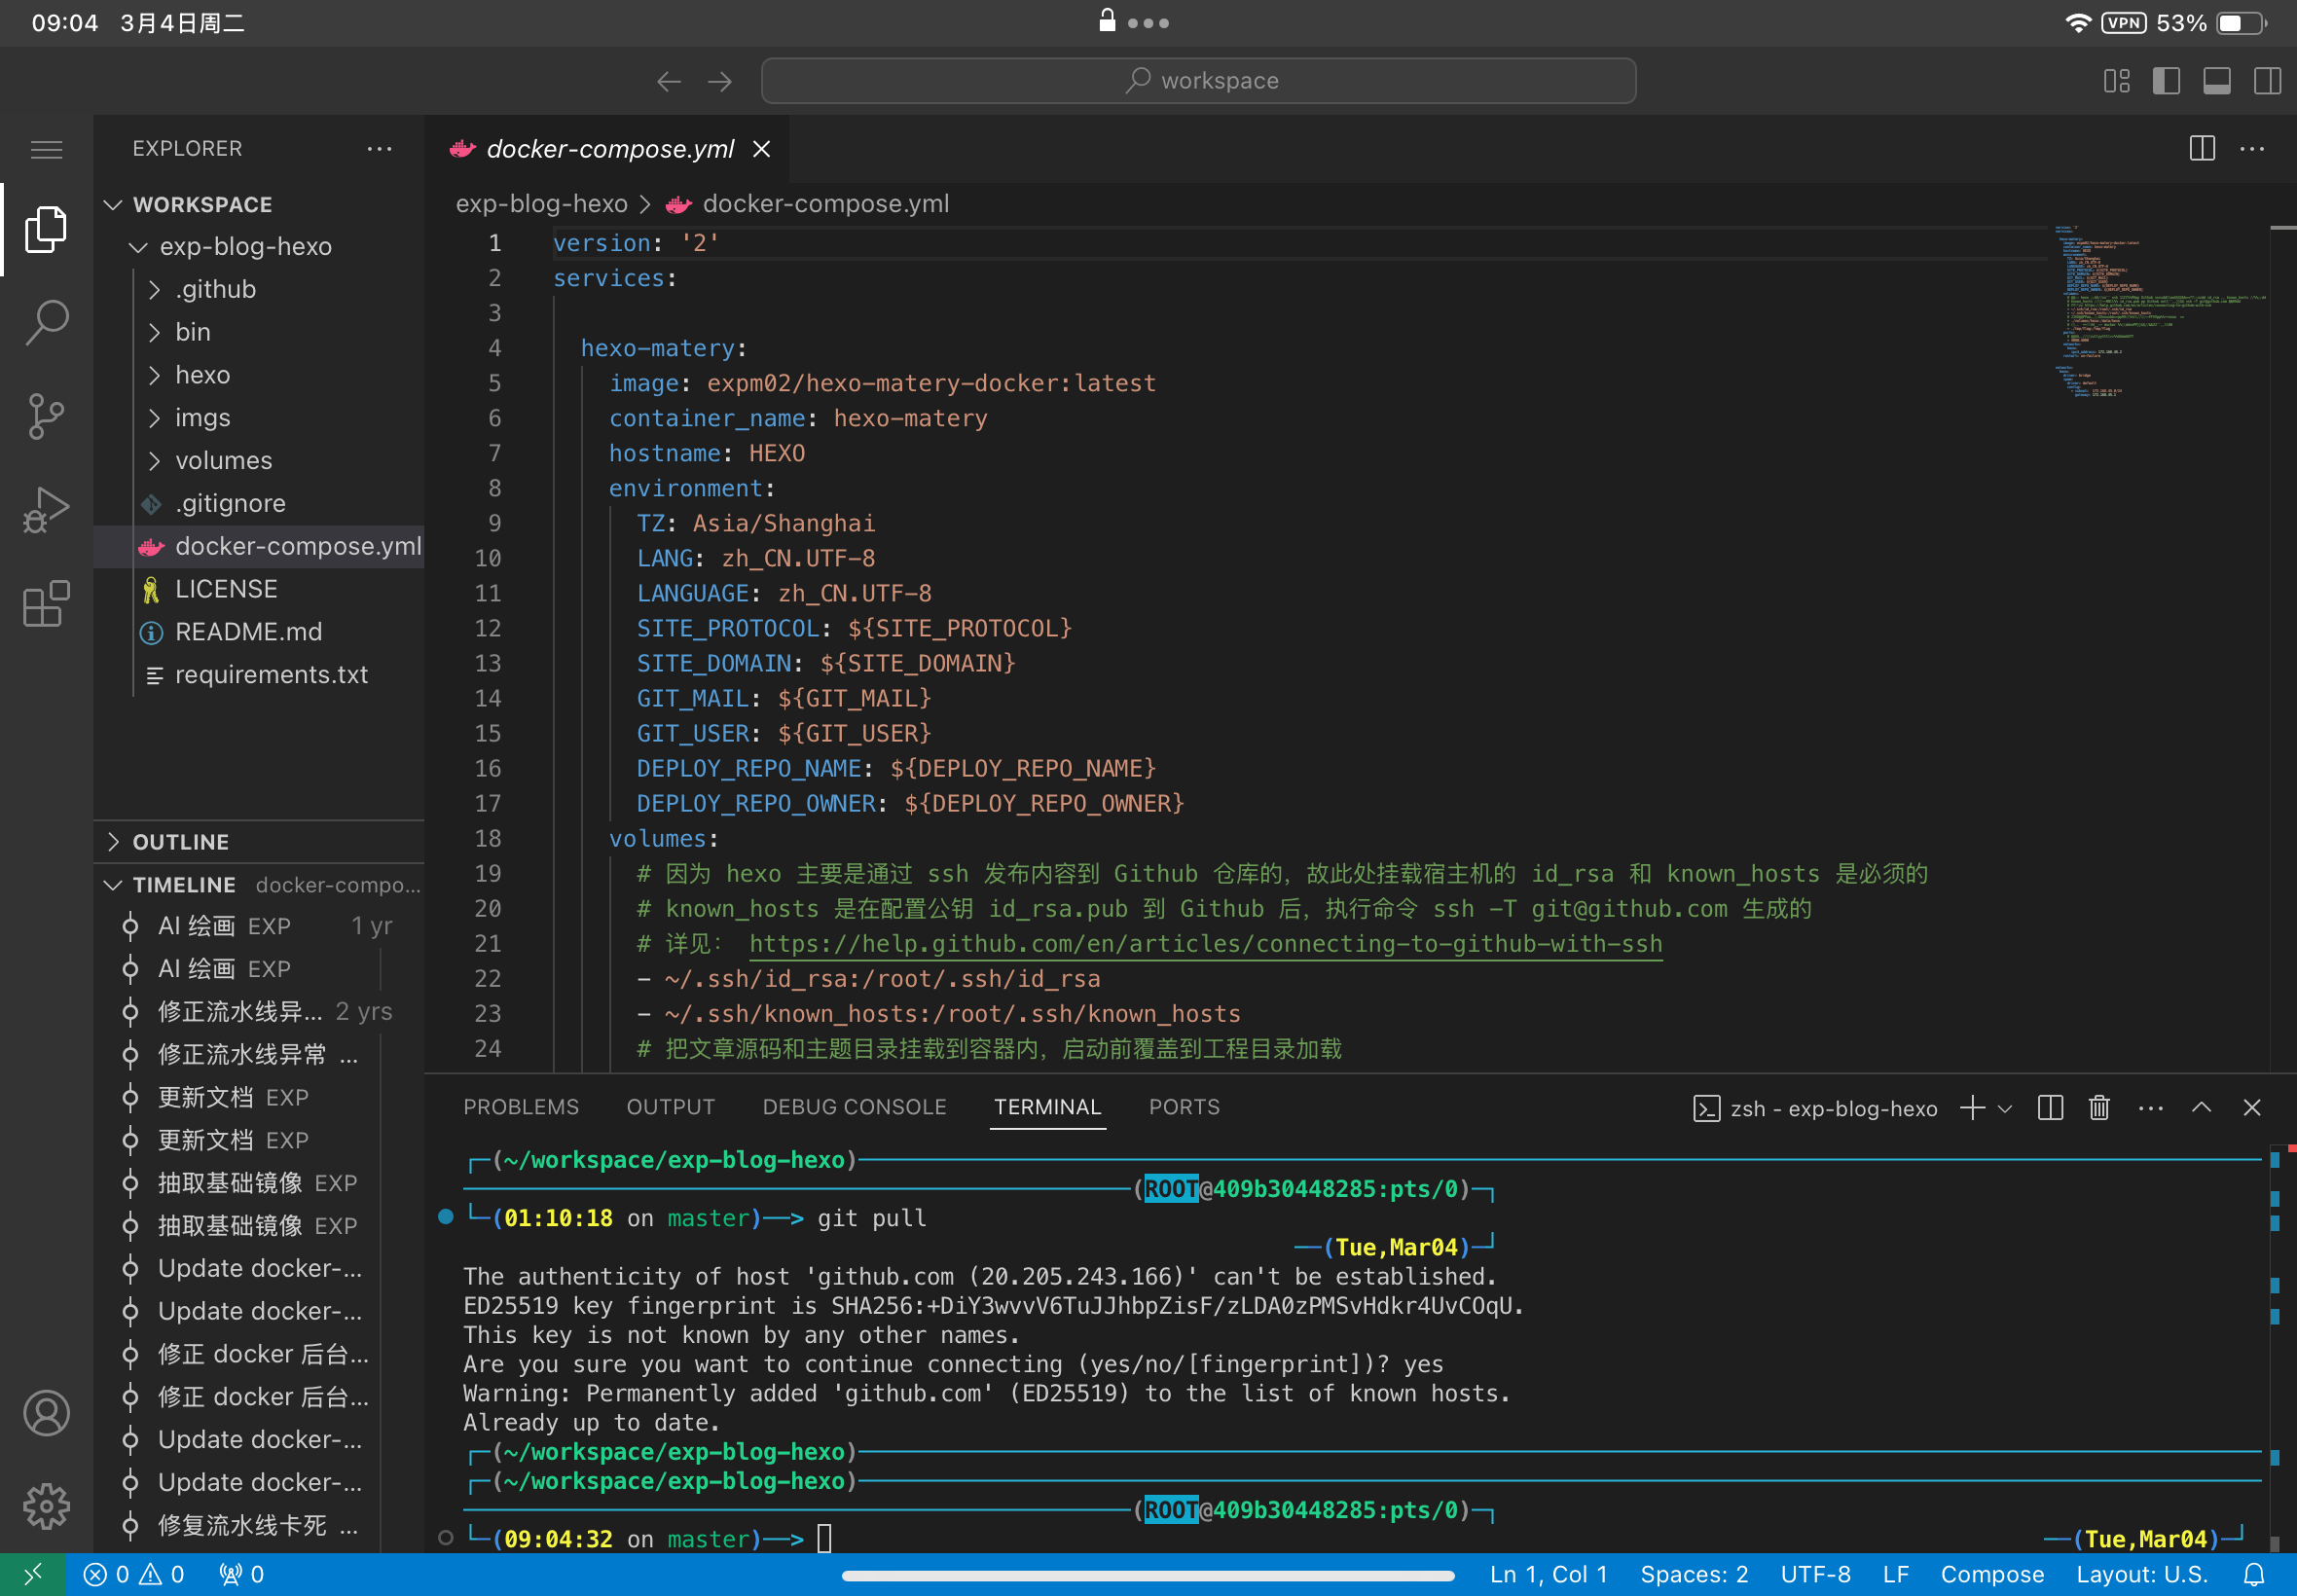 09:04 3月4日周二
VPN 53%
workspace
EXPLORER
WORKSPACE
exp-blog-hexo
.github
bin
hexo
imgs
volumes
.gitignore
docker-compose.yml
LICENSE
README.md
requirements.txt
OUTLINE
TIMELINE docker-compo...
AI 绘画 EXP 1 yr
AI 绘画 EXP
修正流水线异... 2 yrs
修正流水线异常 ...
更新文档 EXP
更新文档 EXP
抽取基础镜像 EXP
抽取基础镜像 EXP
Update docker-...
Update docker-...
修正 docker 后台...
修正 docker 后台...
Update docker-...
Update docker-...
修复流水线卡死 ...
docker-compose.yml
exp-blog-hexo > docker-compose.yml
1 version: '2'
2 services:
3
4 hexo-matery:
5 image: expm02/hexo-matery-docker:latest
6 container_name: hexo-matery
7 hostname: HEXO
8 environment:
9 TZ: Asia/Shanghai
10 LANG: zh_CN.UTF-8
11 LANGUAGE: zh_CN.UTF-8
12 SITE_PROTOCOL: ${SITE_PROTOCOL}
13 SITE_DOMAIN: ${SITE_DOMAIN}
14 GIT_MAIL: ${GIT_MAIL}
15 GIT_USER: ${GIT_USER}
16 DEPLOY_REPO_NAME: ${DEPLOY_REPO_NAME}
17 DEPLOY_REPO_OWNER: ${DEPLOY_REPO_OWNER}
18 volumes:
19 # 因为 hexo 主要是通过 ssh 发布内容到 Github 仓库的，故此处挂载宿主机的 id_rsa 和 known_hosts 是必须的
20 # known_hosts 是在配置公钥 id_rsa.pub 到 Github 后，执行命令 ssh -T git@github.com 生成的
21 # 详见： https://help.github.com/en/articles/connecting-to-github-with-ssh
22 - ~/.ssh/id_rsa:/root/.ssh/id_rsa
23 - ~/.ssh/known_hosts:/root/.ssh/known_hosts
24 # 把文章源码和主题目录挂载到容器内，启动前覆盖到工程目录加载
PROBLEMS OUTPUT DEBUG CONSOLE TERMINAL PORTS zsh - exp-blog-hexo
┌─(~/workspace/exp-blog-hexo)─
─(ROOT@409b30448285:pts/0)─┐
└─(01:10:18 on master)──> git pull
──(Tue,Mar04)─┘
The authenticity of host 'github.com (20.205.243.166)' can't be established.
ED25519 key fingerprint is SHA256:+DiY3wvvV6TuJJhbpZisF/zLDA0zPMSvHdkr4UvCOqU.
This key is not known by any other names.
Are you sure you want to continue connecting (yes/no/[fingerprint])? yes
Warning: Permanently added 'github.com' (ED25519) to the list of known hosts.
Already up to date.
┌─(~/workspace/exp-blog-hexo)─
┌─(~/workspace/exp-blog-hexo)─
─(ROOT@409b30448285:pts/0)─┐
└─(09:04:32 on master)──> ──(Tue,Mar04)─┘
0 0 0 Ln 1, Col 1 Spaces: 2 UTF-8 LF Compose Layout: U.S.